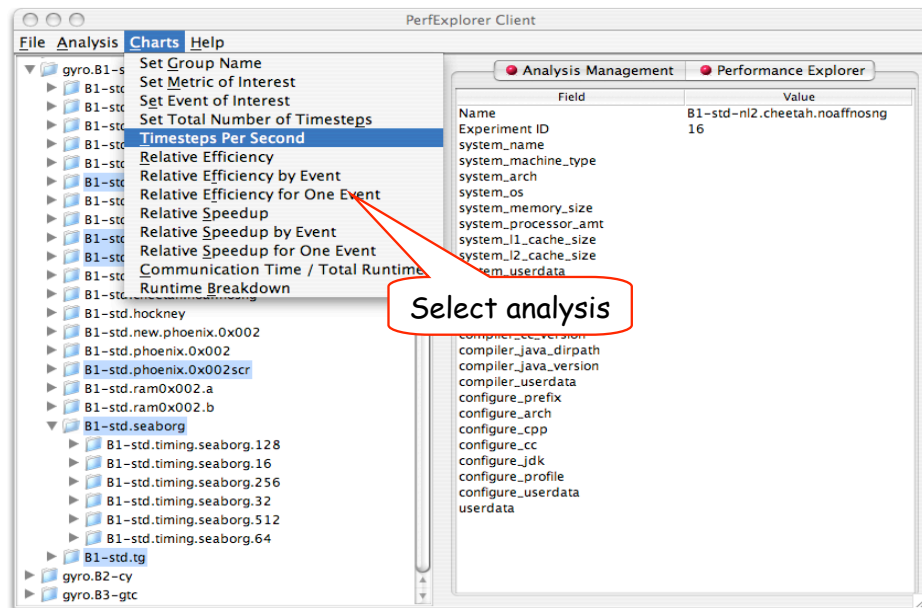 PerfExplorer Client
File Analysis Charts Help
gyro.B1-s
B1-std
B1-std
B1-std
B1-std
B1-std
B1-std
B1-std
B1-std
B1-std
B1-std
B1-std
B1-std.cheetah.noaffnosng
B1-std.hockney
B1-std.new.phoenix.0x002
B1-std.phoenix.0x002
B1-std.phoenix.0x002scr
B1-std.ram0x002.a
B1-std.ram0x002.b
B1-std.seaborg
B1-std.timing.seaborg.128
B1-std.timing.seaborg.16
B1-std.timing.seaborg.256
B1-std.timing.seaborg.32
B1-std.timing.seaborg.512
B1-std.timing.seaborg.64
B1-std.tg
gyro.B2-cy
gyro.B3-gtc
Set Group Name
Set Metric of Interest
Set Event of Interest
Set Total Number of Timesteps
Timesteps Per Second
Relative Efficiency
Relative Efficiency by Event
Relative Efficiency for One Event
Relative Speedup
Relative Speedup by Event
Relative Speedup for One Event
Communication Time / Total Runtime
Runtime Breakdown
Select analysis
Analysis Management Performance Explorer
Field Value
Name B1-std-nl2.cheetah.noaffnosng
Experiment ID 16
system_name
system_machine_type
system_arch
system_os
system_memory_size
system_processor_amt
system_l1_cache_size
system_l2_cache_size
system_userdata
compiler_cc_version
compiler_java_dirpath
compiler_java_version
compiler_userdata
configure_prefix
configure_arch
configure_cpp
configure_cc
configure_jdk
configure_profile
configure_userdata
userdata